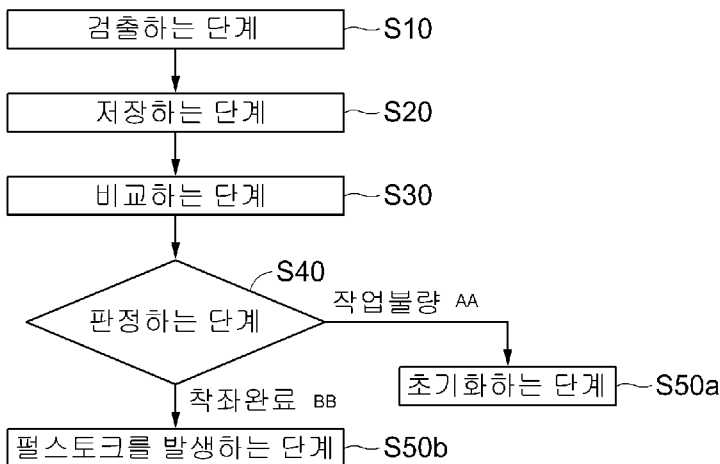 검출하는 단계 S10
저장하는 단계 S20
비교하는 단계 S30
S40
판정하는 단계
작업불량 AA
초기화하는 단계 S50a
착좌완료 BB
펄스토크를 발생하는 단계 S50b